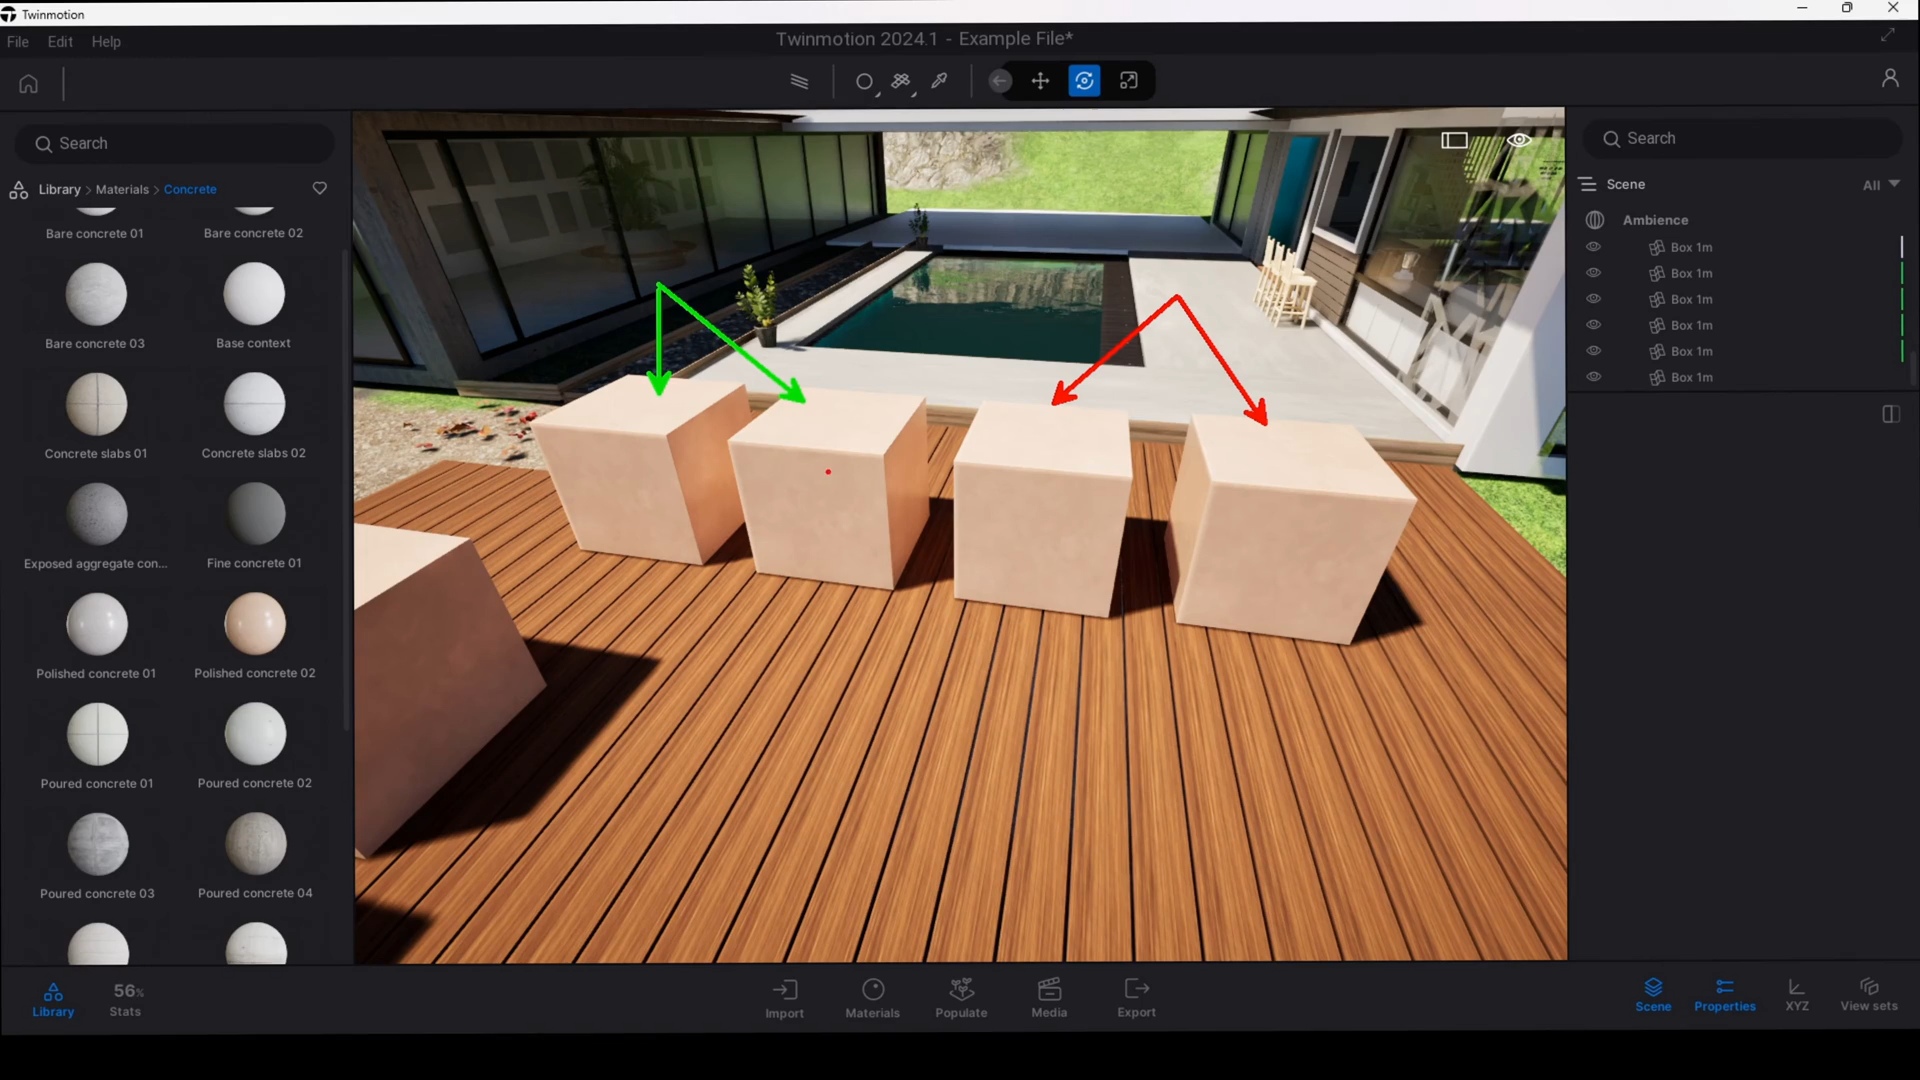 Twinmotion
File Edit Help
Twinmotion 2024.1 - Example File*
Search
Library > Materials > Concrete
Bare concrete 01
Bare concrete 02
Bare concrete 03
Base context
Concrete slabs 01
Concrete slabs 02
Exposed aggregate con...
Fine concrete 01
Polished concrete 01
Polished concrete 02
Poured concrete 01
Poured concrete 02
Poured concrete 03
Poured concrete 04
Search
Scene
All
Ambience
Box 1m
Box 1m
Box 1m
Box 1m
Box 1m
Box 1m
Library
56%
Stats
Import
Materials
Populate
Media
Export
Scene
Properties
XYZ
View sets